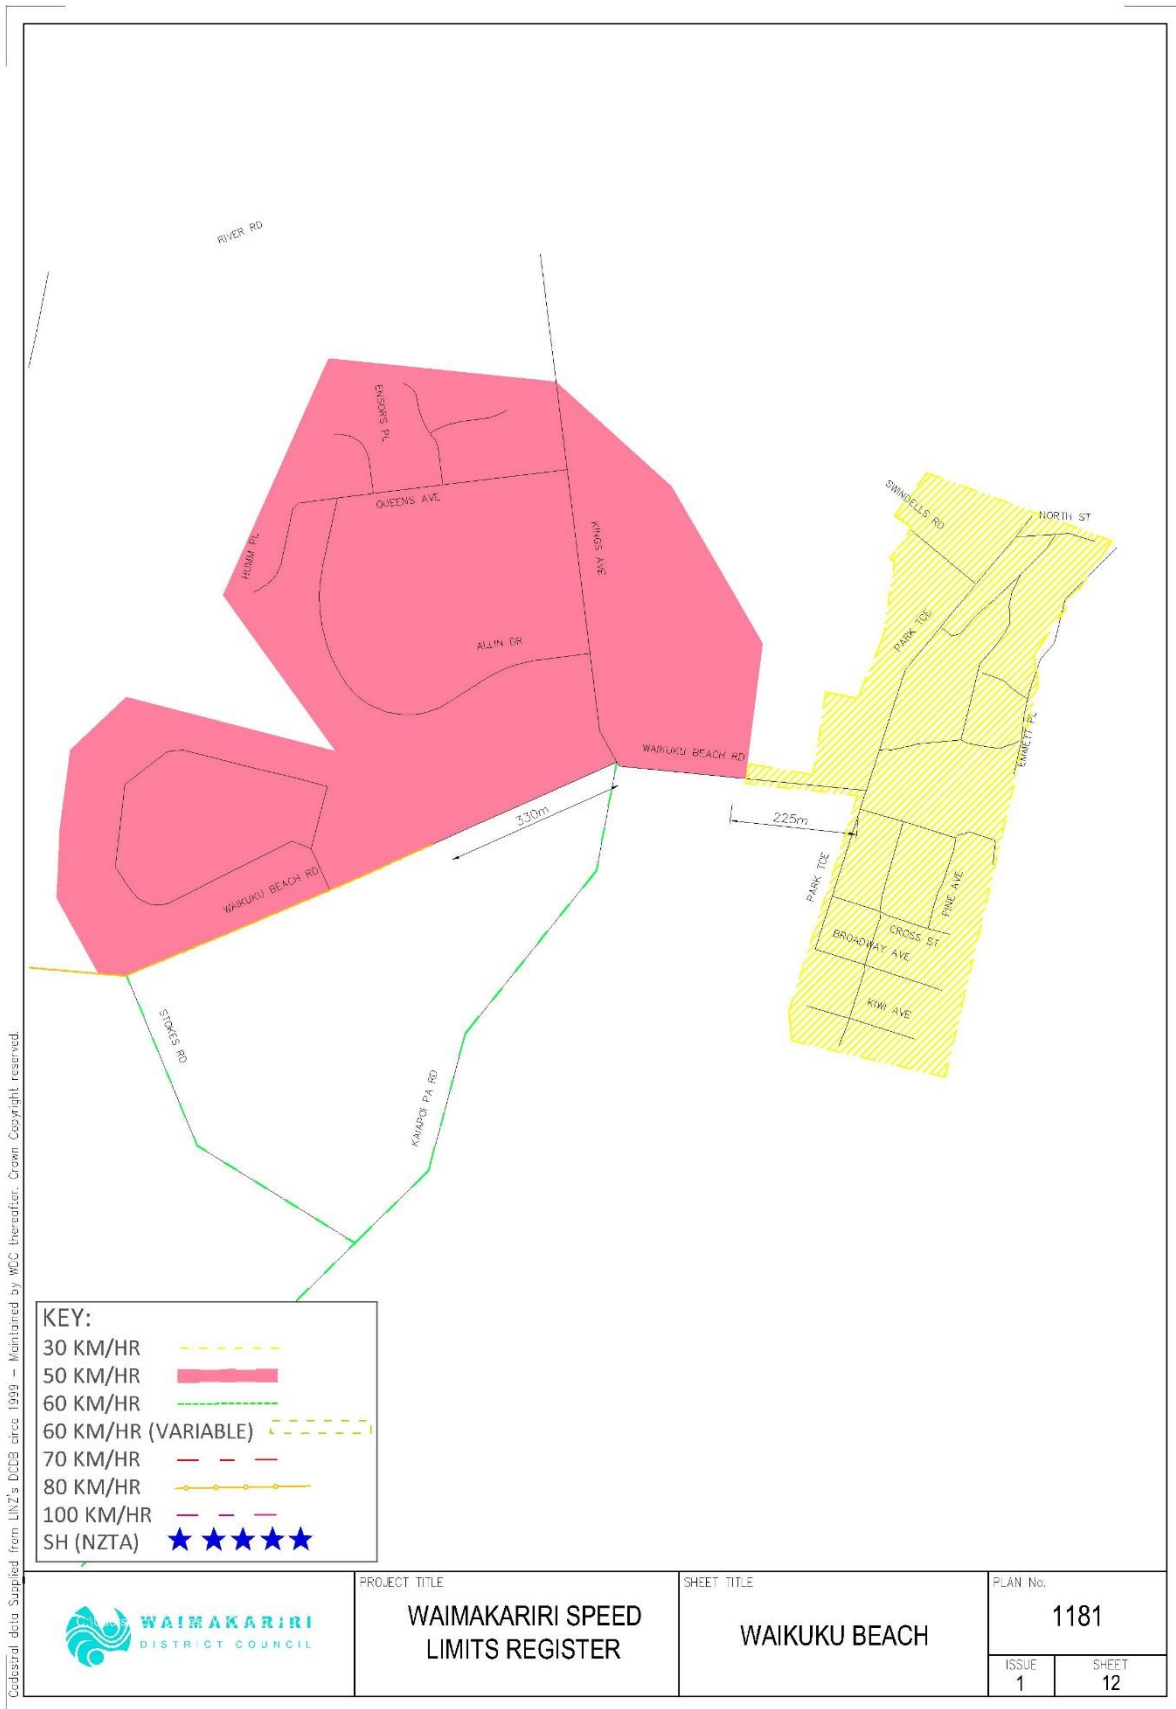 RIVER RD
ENSORS PL
QUEENS AVE
HUMM PL
KINGS AVE
ALLIN DR
SWINDELLS RD
NORTH ST
PARK TCE
EMMETT PL
WAIKUKU BEACH RD
330m
225m
WAIKUKU BEACH RD
PARK TCE
PINE AVE
CROSS ST
BROADWAY AVE
KIWI AVE
STOKES RD
KAIAPOI PA RD
Cadastral data Supplied from LINZ's DCDB circa 1999 - Maintained by WDC thereafter. Crown Copyright reserved.
KEY:
30 KM/HR
50 KM/HR
60 KM/HR
60 KM/HR (VARIABLE)
70 KM/HR
80 KM/HR
100 KM/HR
SH (NZTA)
WAIMAKARIRI
DISTRICT COUNCIL
PROJECT TITLE
WAIMAKARIRI SPEED
LIMITS REGISTER
SHEET TITLE
WAIKUKU BEACH
PLAN No.
1181
ISSUE
1
SHEET
12